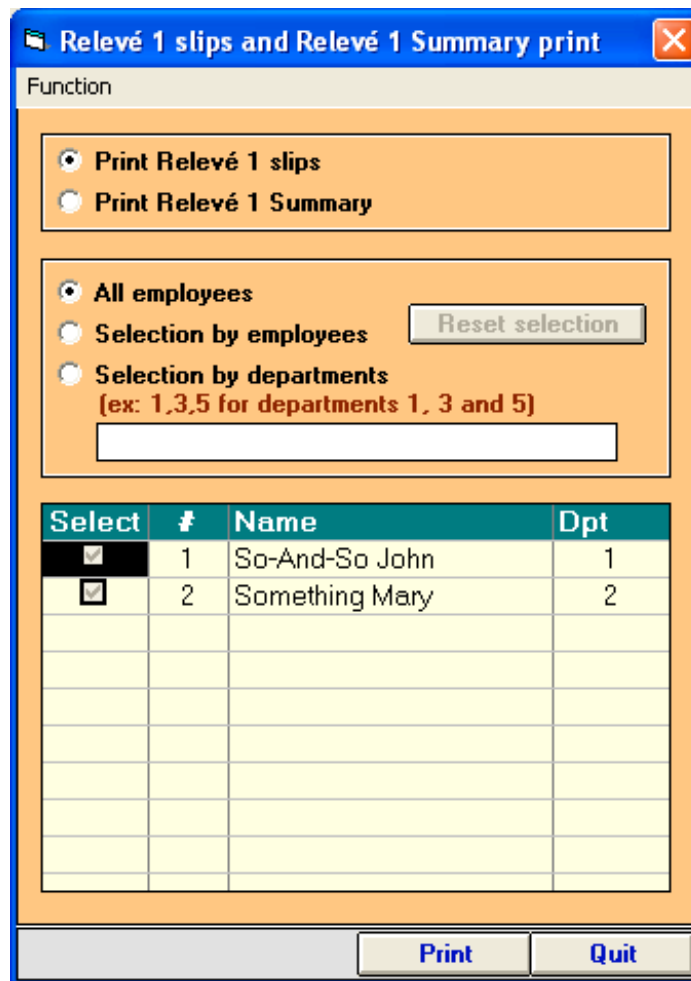 Relevé 1 slips and Relevé 1 Summary print
Function
Print Relevé 1 slips
Print Relevé 1 Summary
All employees
Selection by employees
Reset selection
Selection by departments
(ex: 1,3,5 for departments 1, 3 and 5)
Select # Name Dpt
1 So-And-So John 1
2 Something Mary 2
Print Quit